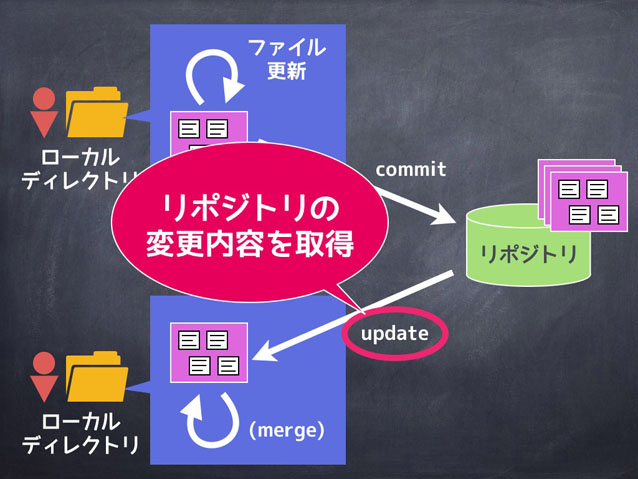 ファイル
更新
ローカル
ディレクトリ
commit
リポジトリの
変更内容を取得
リポジトリ
update
ローカル
ディレクトリ
(merge)